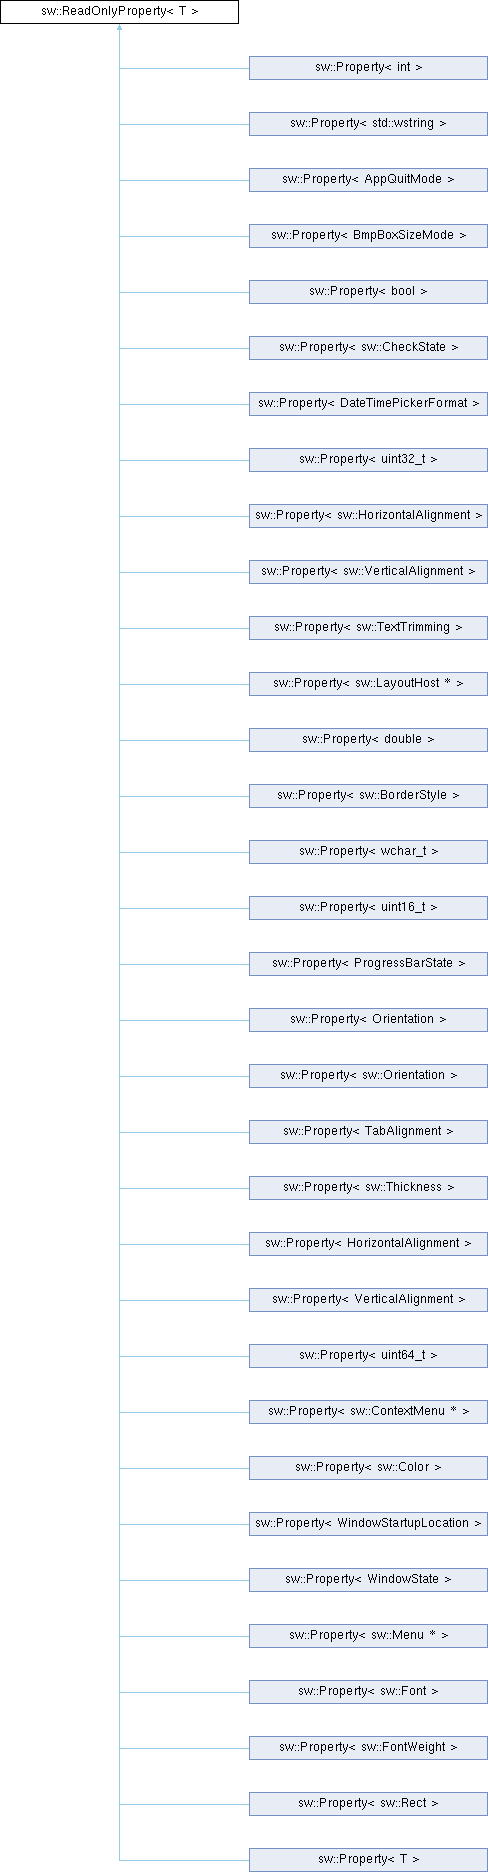 sw::ReadOnlyProperty< T >
sw::Property< int >
sw::Property< std::wstring >
sw::Property< AppQuitMode >
sw::Property< BmpBoxSizeMode >
sw::Property< bool >
sw::Property< sw::CheckState >
sw::Property< DateTimePickerFormat >
sw::Property< uint32_t >
sw::Property< sw::HorizontalAlignment >
sw::Property< sw::VerticalAlignment >
sw::Property< sw::TextTrimming >
sw::Property< sw::LayoutHost * >
sw::Property< double >
sw::Property< sw::BorderStyle >
sw::Property< wchar_t >
sw::Property< uint16_t >
sw::Property< ProgressBarState >
sw::Property< Orientation >
sw::Property< sw::Orientation >
sw::Property< TabAlignment >
sw::Property< sw::Thickness >
sw::Property< HorizontalAlignment >
sw::Property< VerticalAlignment >
sw::Property< uint64_t >
sw::Property< sw::ContextMenu * >
sw::Property< sw::Color >
sw::Property< WindowStartupLocation >
sw::Property< WindowState >
sw::Property< sw::Menu * >
sw::Property< sw::Font >
sw::Property< sw::FontWeight >
sw::Property< sw::Rect >
sw::Property< T >